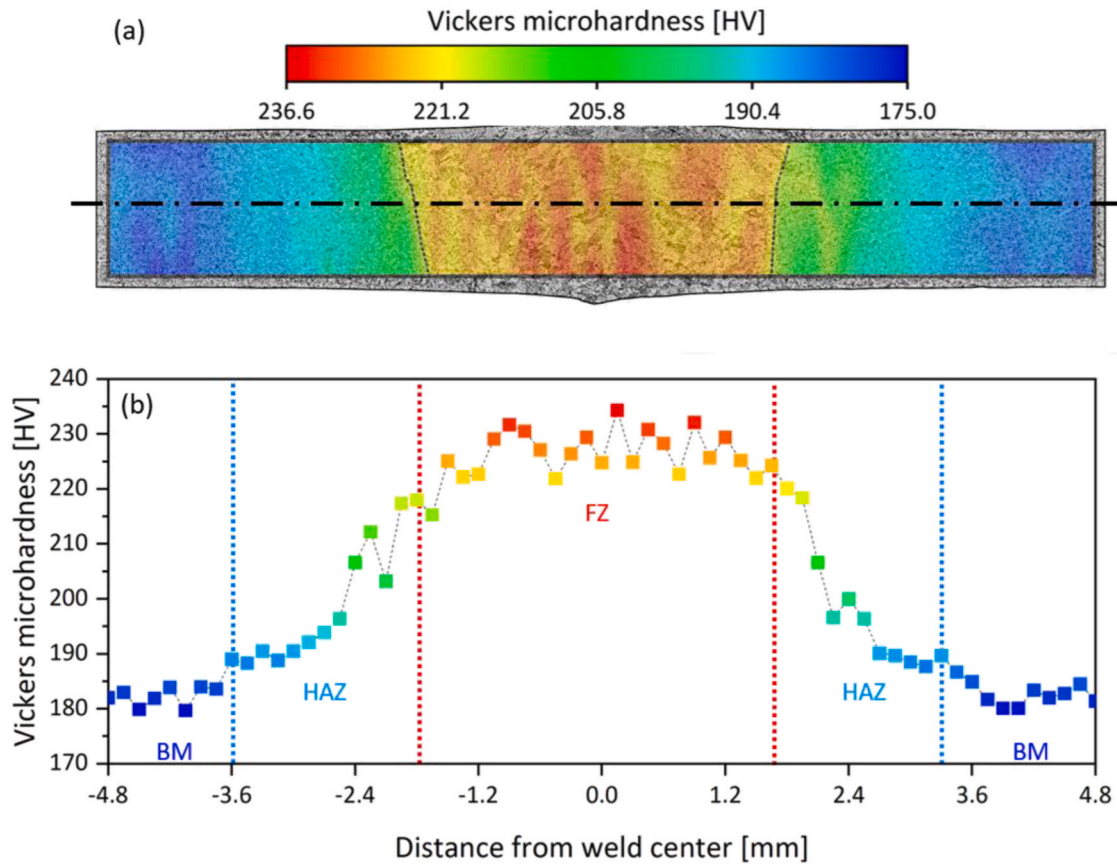 (a)
Vickers microhardness [HV]
236.6 221.2 205.8 190.4 175.0
(b)
Vickers microhardness [HV]
240
230
220
210
200
190
180
170
FZ
HAZ HAZ
BM BM
-4.8 -3.6 -2.4 -1.2 0.0 1.2 2.4 3.6 4.8
Distance from weld center [mm]